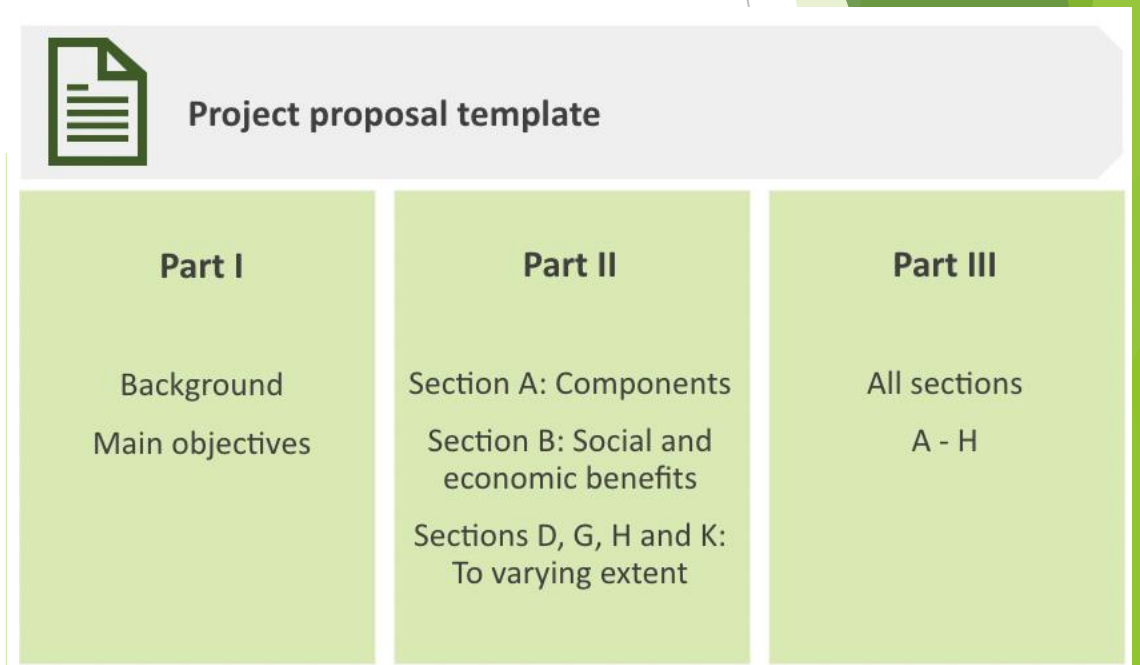 Project proposal template
Part I
Background
Main objectives
Part II
Section A: Components
Section B: Social and
economic benefits
Sections D, G, H and K:
To varying extent
Part III
All sections
A - H